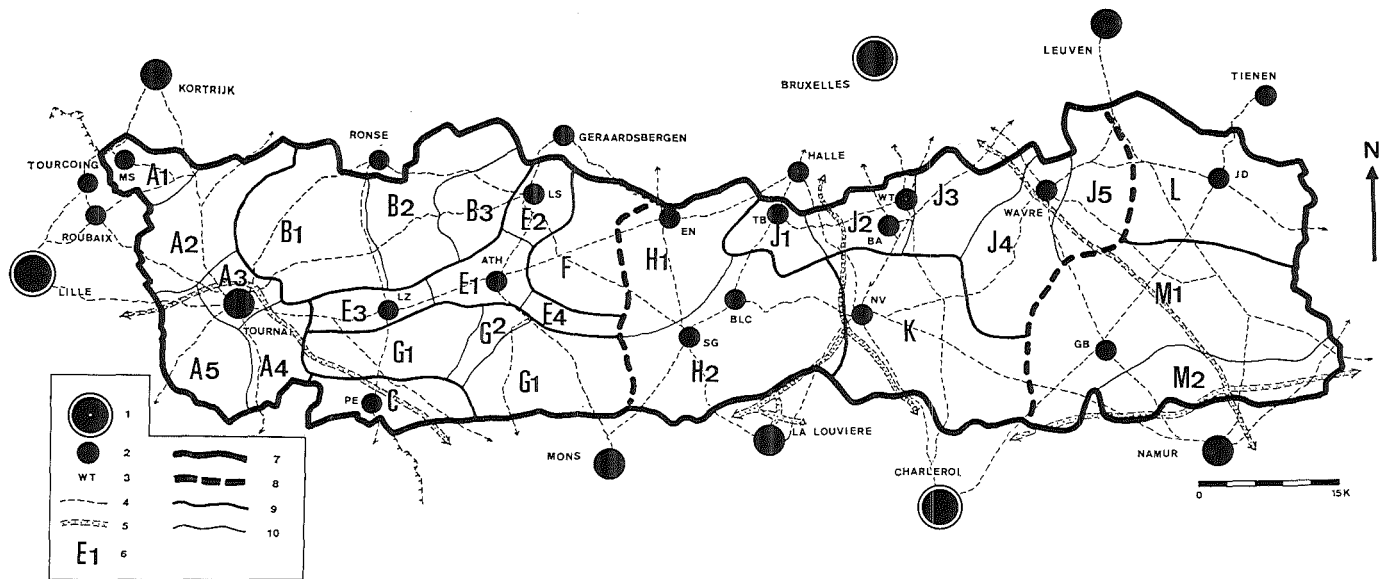 LEUVEN
KORTRIJK
BRUXELLES
TIENEN
RONSE
GERAARDSBERGEN
TOURCOING
MS
A1
HALLE
N
B2
LS
WT
J3
WAVRE
J5
L
JD
ROUBAIX
A2
B1
B3
E2
EN
TB
J1
J2
BA
J4
LILLE
A3
TOURNAI
E3
LZ
E1
ATH
F
H1
BLC
NV
M1
E4
SG
K
GB
A5
A4
G1
G2
G1
H2
M2
PE
C
MONS
LA LOUVIERE
CHARLEROI
NAMUR
0 15K
1
2
WT 3
4
5
E1 6
7
8
9
10